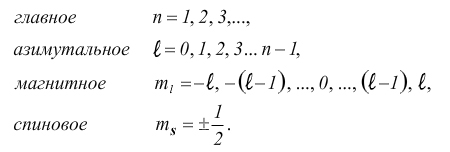 главное n = 1, 2, 3,...,
азимутальное ℓ = 0, 1, 2, 3... n – 1,
магнитное m_l = –ℓ, –(ℓ–1), ..., 0, ..., (ℓ–1), ℓ,
спиновое m_s = ± 1/2 .